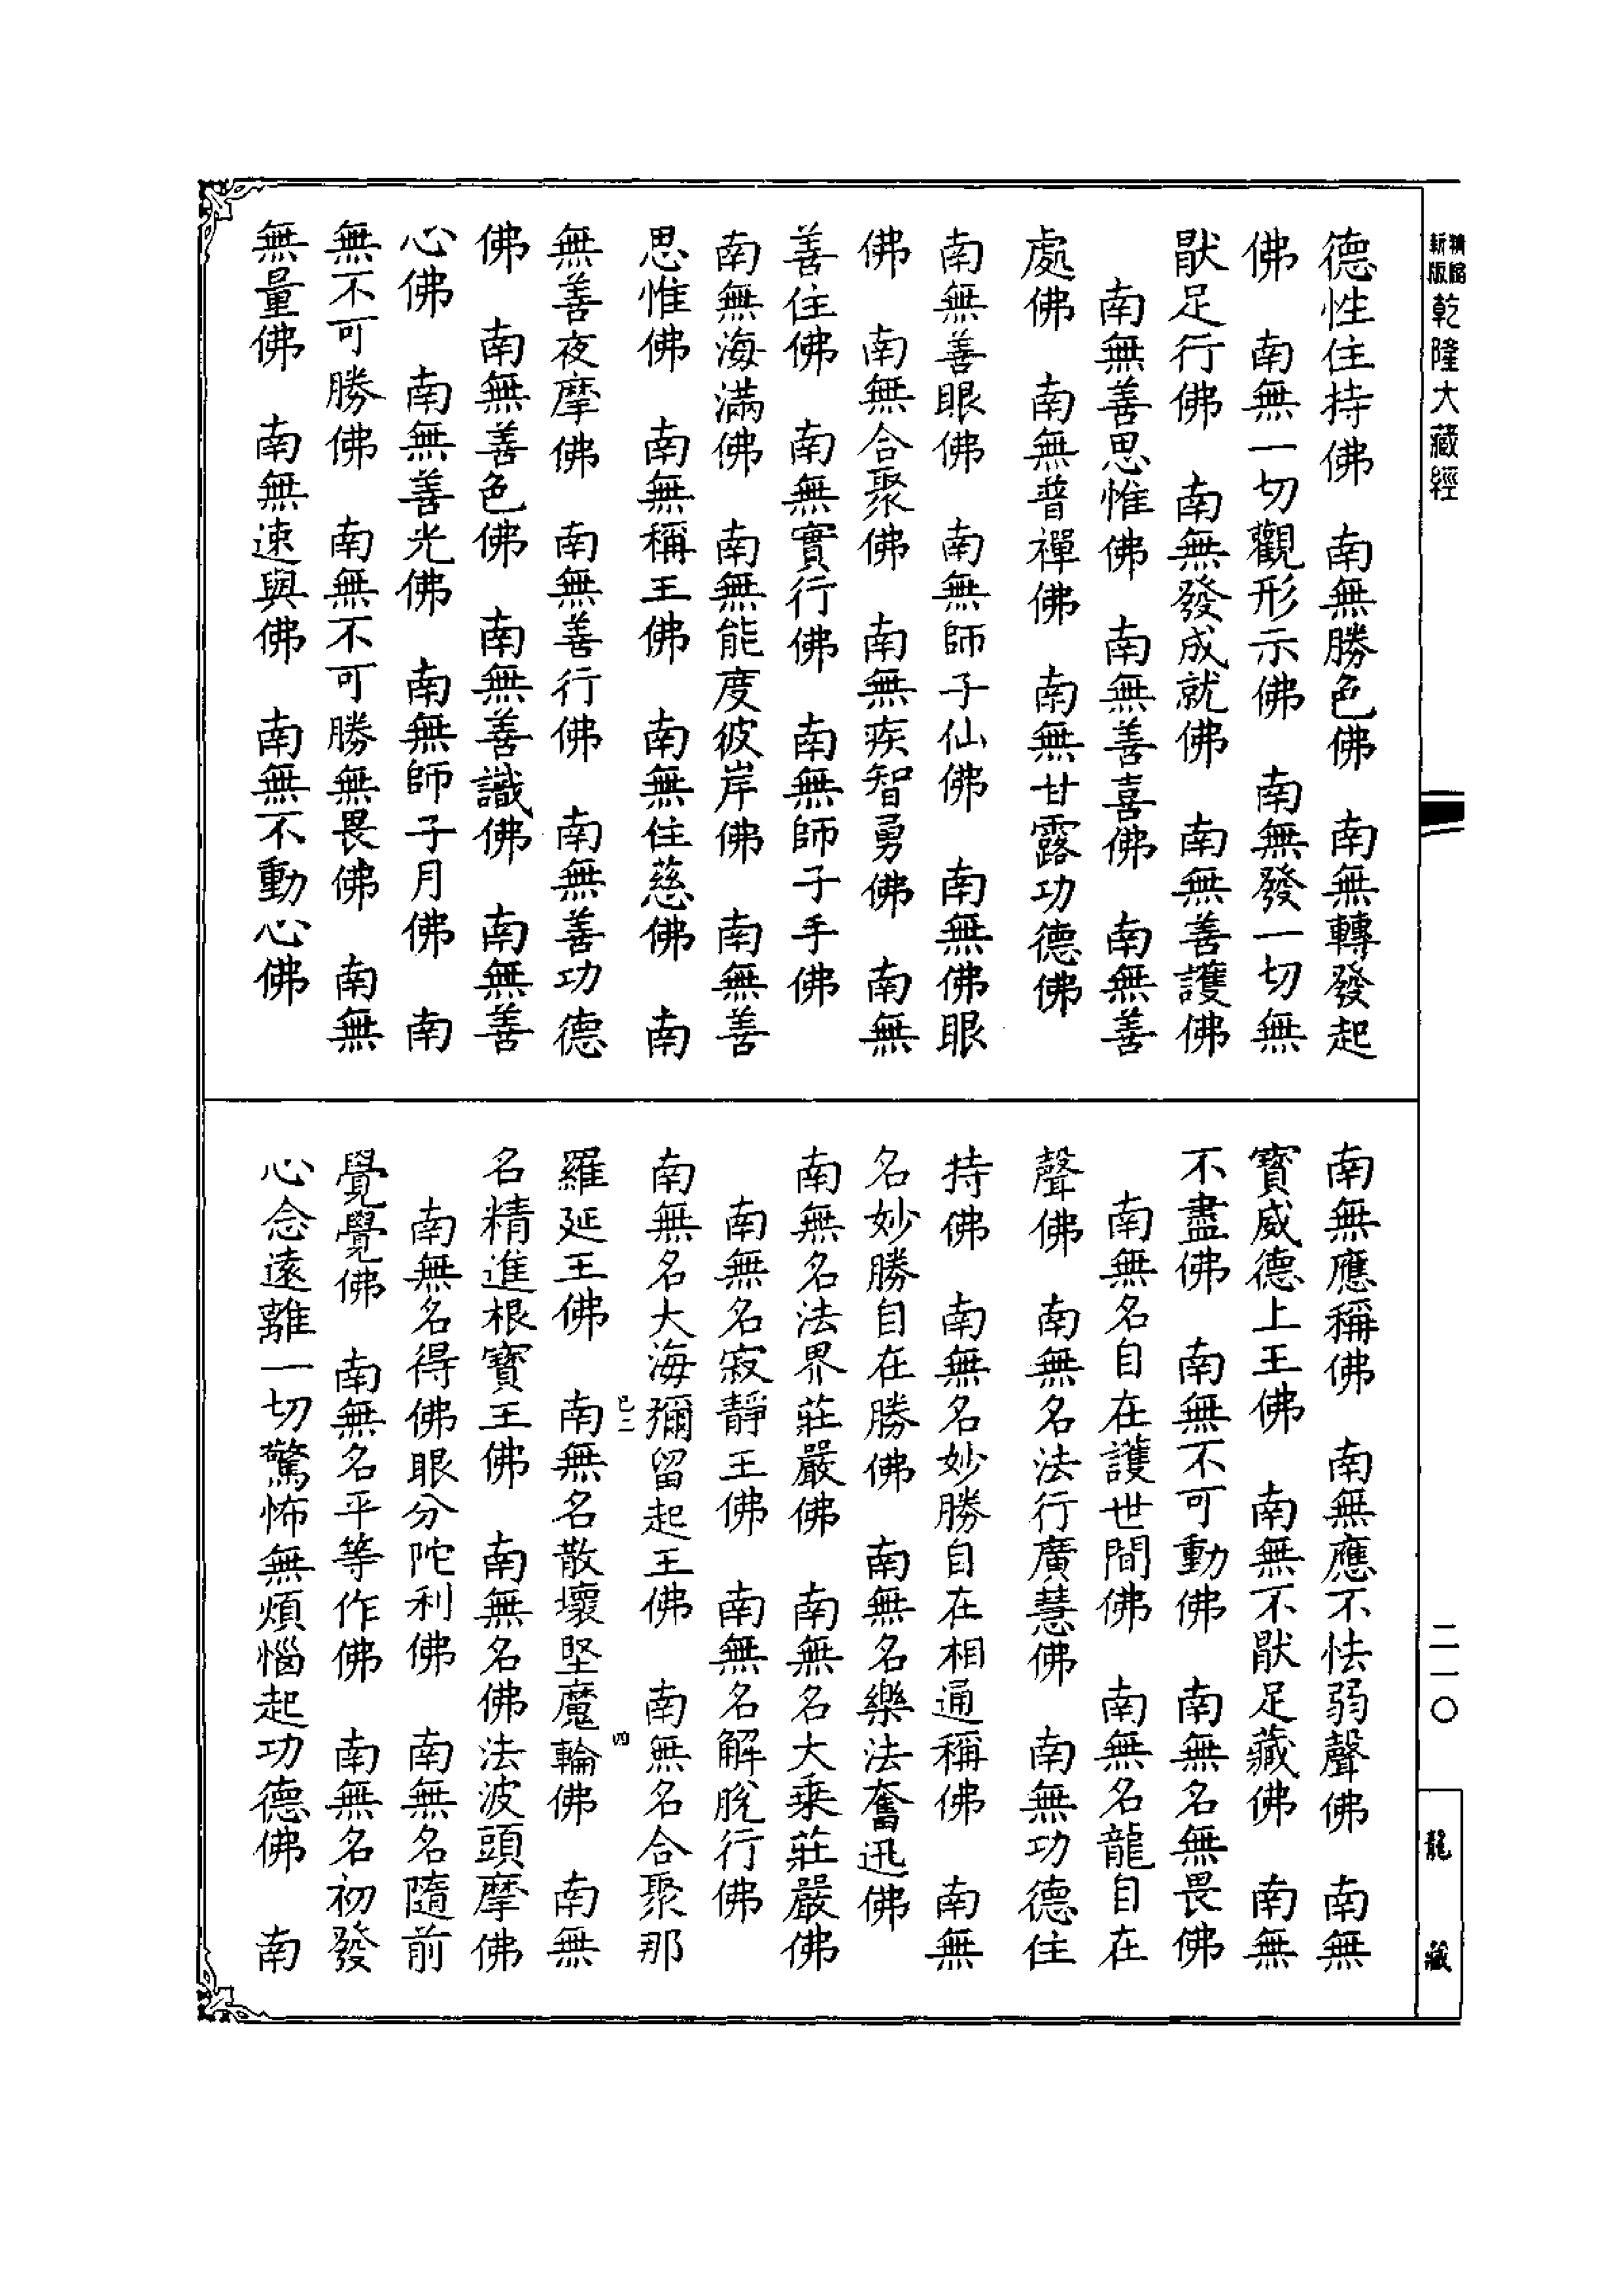 精縮新版乾隆大藏經
德性住持佛　南無勝色佛　南無轉發起
佛　南無一切觀形示佛　南無發一切無
猒足行佛　南無發成就佛　南無善護佛
南無善思惟佛　南無善喜佛　南無善
處佛　南無普禪佛　南無甘露功德佛
南無善眼佛　南無師子仙佛　南無佛眼
佛　南無合聚佛　南無疾智勇佛　南無
善住佛　南無實行佛　南無師子手佛
南無海滿佛　南無能度彼岸佛　南無善
思惟佛　南無稱王佛　南無住慈佛　南
無善夜摩佛　南無善行佛　南無善功德
佛　南無善色佛　南無善識佛　南無善
心佛　南無善光佛　南無師子月佛　南
無不可勝佛　南無不可勝無畏佛　南無
無量佛　南無速與佛　南無不動心佛
南無應稱佛　南無應不怯弱聲佛　南無
寶威德上王佛　南無不猒足藏佛　南無
不盡佛　南無不可動佛　南無名無畏佛
南無名自在護世間佛　南無名龍自在
聲佛　南無名法行廣慧佛　南無功德住
持佛　南無名妙勝自在相通稱佛　南無
名妙勝自在勝佛　南無名樂法奮迅佛
南無名法界莊嚴佛　南無名大乘莊嚴佛
南無名寂靜王佛　南無名解脫行佛
南無名大海彌留起王佛　南無名合聚那
羅延王佛　南無名散壞堅魔輪佛　南無
名精進根寶王佛　南無名佛法波頭摩佛
南無名得佛眼分陀利佛　南無名隨前
覺覺佛　南無名平等作佛　南無名初發
心念遠離一切驚怖無煩惱起功德佛　南
已二
四
二一〇
龍藏